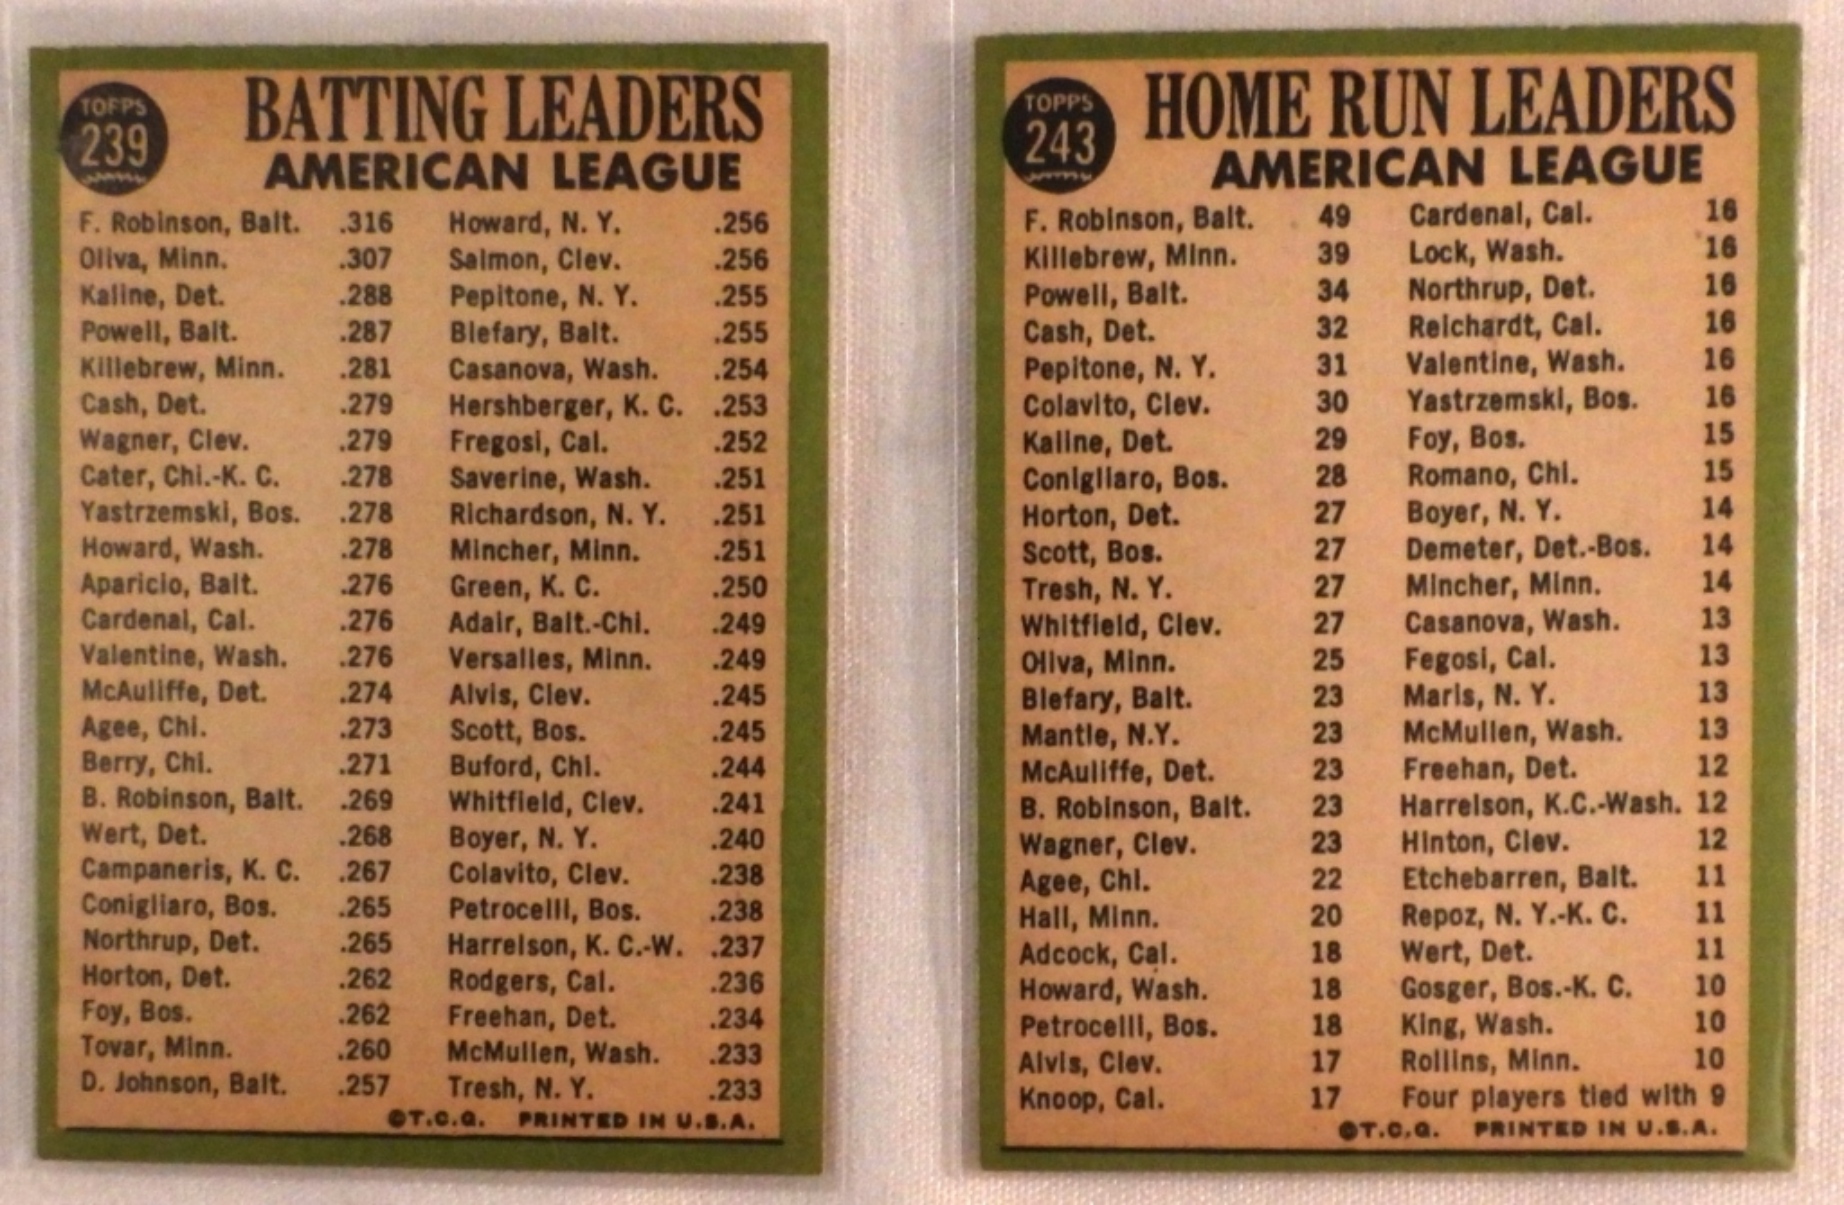 TOPPS
239
BATTING LEADERS
AMERICAN LEAGUE
F. Robinson, Balt. .316 Howard, N. Y. .256
Oliva, Minn. .307 Salmon, Clev. .256
Kaline, Det. .288 Pepitone, N. Y. .255
Powell, Balt. .287 Blefary, Balt. .255
Killebrew, Minn. .281 Casanova, Wash. .254
Cash, Det. .279 Hershberger, K. C. .253
Wagner, Clev. .279 Fregosi, Cal. .252
Cater, Chi.-K. C. .278 Saverine, Wash. .251
Yastrzemski, Bos. .278 Richardson, N. Y. .251
Howard, Wash. .278 Mincher, Minn. .251
Aparicio, Balt. .276 Green, K. C. .250
Cardenal, Cal. .276 Adair, Balt.-Chi. .249
Valentine, Wash. .276 Versalles, Minn. .249
McAuliffe, Det. .274 Alvis, Clev. .245
Agee, Chi. .273 Scott, Bos. .245
Berry, Chi. .271 Buford, Chi. .244
B. Robinson, Balt. .269 Whitfield, Clev. .241
Wert, Det. .268 Boyer, N. Y. .240
Campaneris, K. C. .267 Colavito, Clev. .238
Conigliaro, Bos. .265 Petrocelli, Bos. .238
Northrup, Det. .265 Harrelson, K. C.-W. .237
Horton, Det. .262 Rodgers, Cal. .236
Foy, Bos. .262 Freehan, Det. .234
Tovar, Minn. .260 McMullen, Wash. .233
D. Johnson, Balt. .257 Tresh, N. Y. .233
©T.C.G. PRINTED IN U.S.A.
TOPPS
243
HOME RUN LEADERS
AMERICAN LEAGUE
F. Robinson, Balt. 49 Cardenal, Cal. 16
Killebrew, Minn. 39 Lock, Wash. 16
Powell, Balt. 34 Northrup, Det. 16
Cash, Det. 32 Reichardt, Cal. 16
Pepitone, N. Y. 31 Valentine, Wash. 16
Colavito, Clev. 30 Yastrzemski, Bos. 16
Kaline, Det. 29 Foy, Bos. 15
Conigliaro, Bos. 28 Romano, Chi. 15
Horton, Det. 27 Boyer, N. Y. 14
Scott, Bos. 27 Demeter, Det.-Bos. 14
Tresh, N. Y. 27 Mincher, Minn. 14
Whitfield, Clev. 27 Casanova, Wash. 13
Oliva, Minn. 25 Fegosi, Cal. 13
Blefary, Balt. 23 Maris, N. Y. 13
Mantle, N.Y. 23 McMullen, Wash. 13
McAuliffe, Det. 23 Freehan, Det. 12
B. Robinson, Balt. 23 Harrelson, K.C.-Wash. 12
Wagner, Clev. 23 Hinton, Clev. 12
Agee, Chi. 22 Etchebarren, Balt. 11
Hall, Minn. 20 Repoz, N. Y.-K. C. 11
Adcock, Cal. 18 Wert, Det. 11
Howard, Wash. 18 Gosger, Bos.-K. C. 10
Petrocelli, Bos. 18 King, Wash. 10
Alvis, Clev. 17 Rollins, Minn. 10
Knoop, Cal. 17 Four players tied with 9
©T.C.G. PRINTED IN U.S.A.